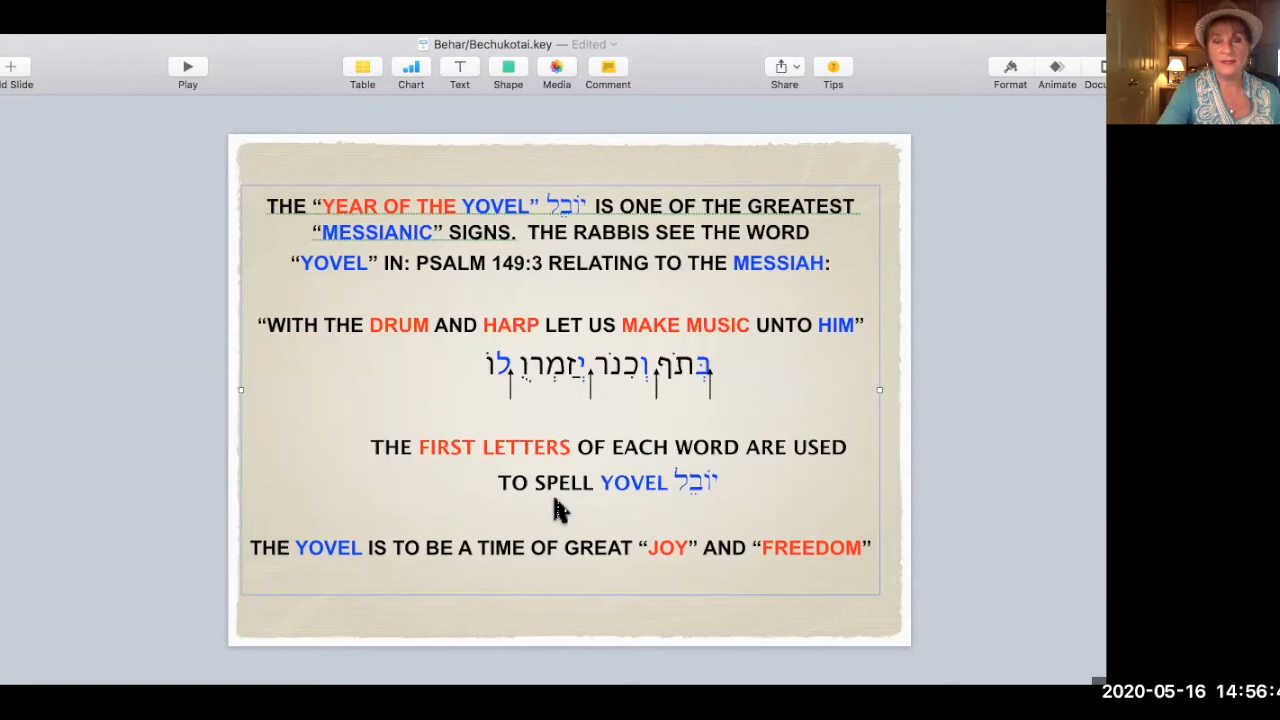 Behar/Bechukotai.key — Edited
d Slide
Play
Table
Chart
Text
Shape
Media
Comment
Share
Tips
Format
Animate
Docu
THE “YEAR OF THE YOVEL” יוֹבֵל IS ONE OF THE GREATEST
“MESSIANIC” SIGNS. THE RABBIS SEE THE WORD
“YOVEL” IN: PSALM 149:3 RELATING TO THE MESSIAH:
“WITH THE DRUM AND HARP LET US MAKE MUSIC UNTO HIM”
בְּתֹף וְכִנֹר יְזַמְרוּ לוֹ
THE FIRST LETTERS OF EACH WORD ARE USED
TO SPELL YOVEL יוֹבֵל
THE YOVEL IS TO BE A TIME OF GREAT “JOY” AND “FREEDOM”
2020-05-16 14:56:4